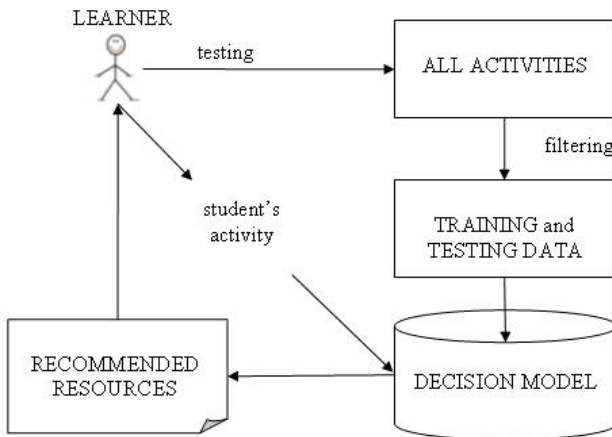 LEARNER
testing
ALL ACTIVITIES
filtering
student's
activity
TRAINING and
TESTING DATA
RECOMMENDED
RESOURCES
DECISION MODEL